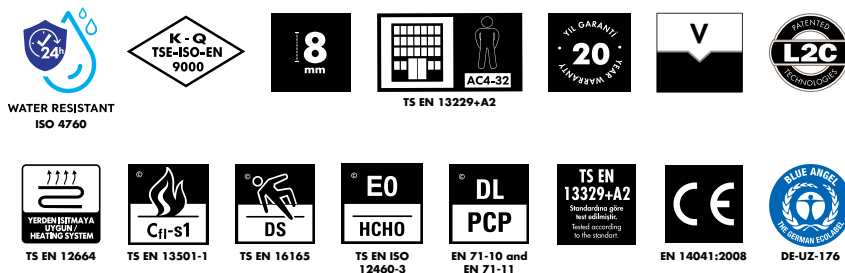 24h
WATER RESISTANT
ISO 4760
K - Q
TSE-ISO-EN
9000
8
mm
AC4-32
TS EN 13229+A2
YIL GARANTİ
20
YEAR WARRANTY
V
PATENTED
L2C
TECHNOLOGIES
YERDEN ISITMAYA
UYGUN /
HEATING SYSTEM
TS EN 12664
©
Cfl-s1
TS EN 13501-1
©
DS
TS EN 16165
©
E0
HCHO
TS EN ISO
12460-3
©
DL
PCP
EN 71-10 and
EN 71-11
TS EN
13329+A2
Standardına göre
test edilmiştir.
Tested according
to the standart.
CE
EN 14041:2008
BLUE ANGEL
THE GERMAN ECOLABEL
DE-UZ-176